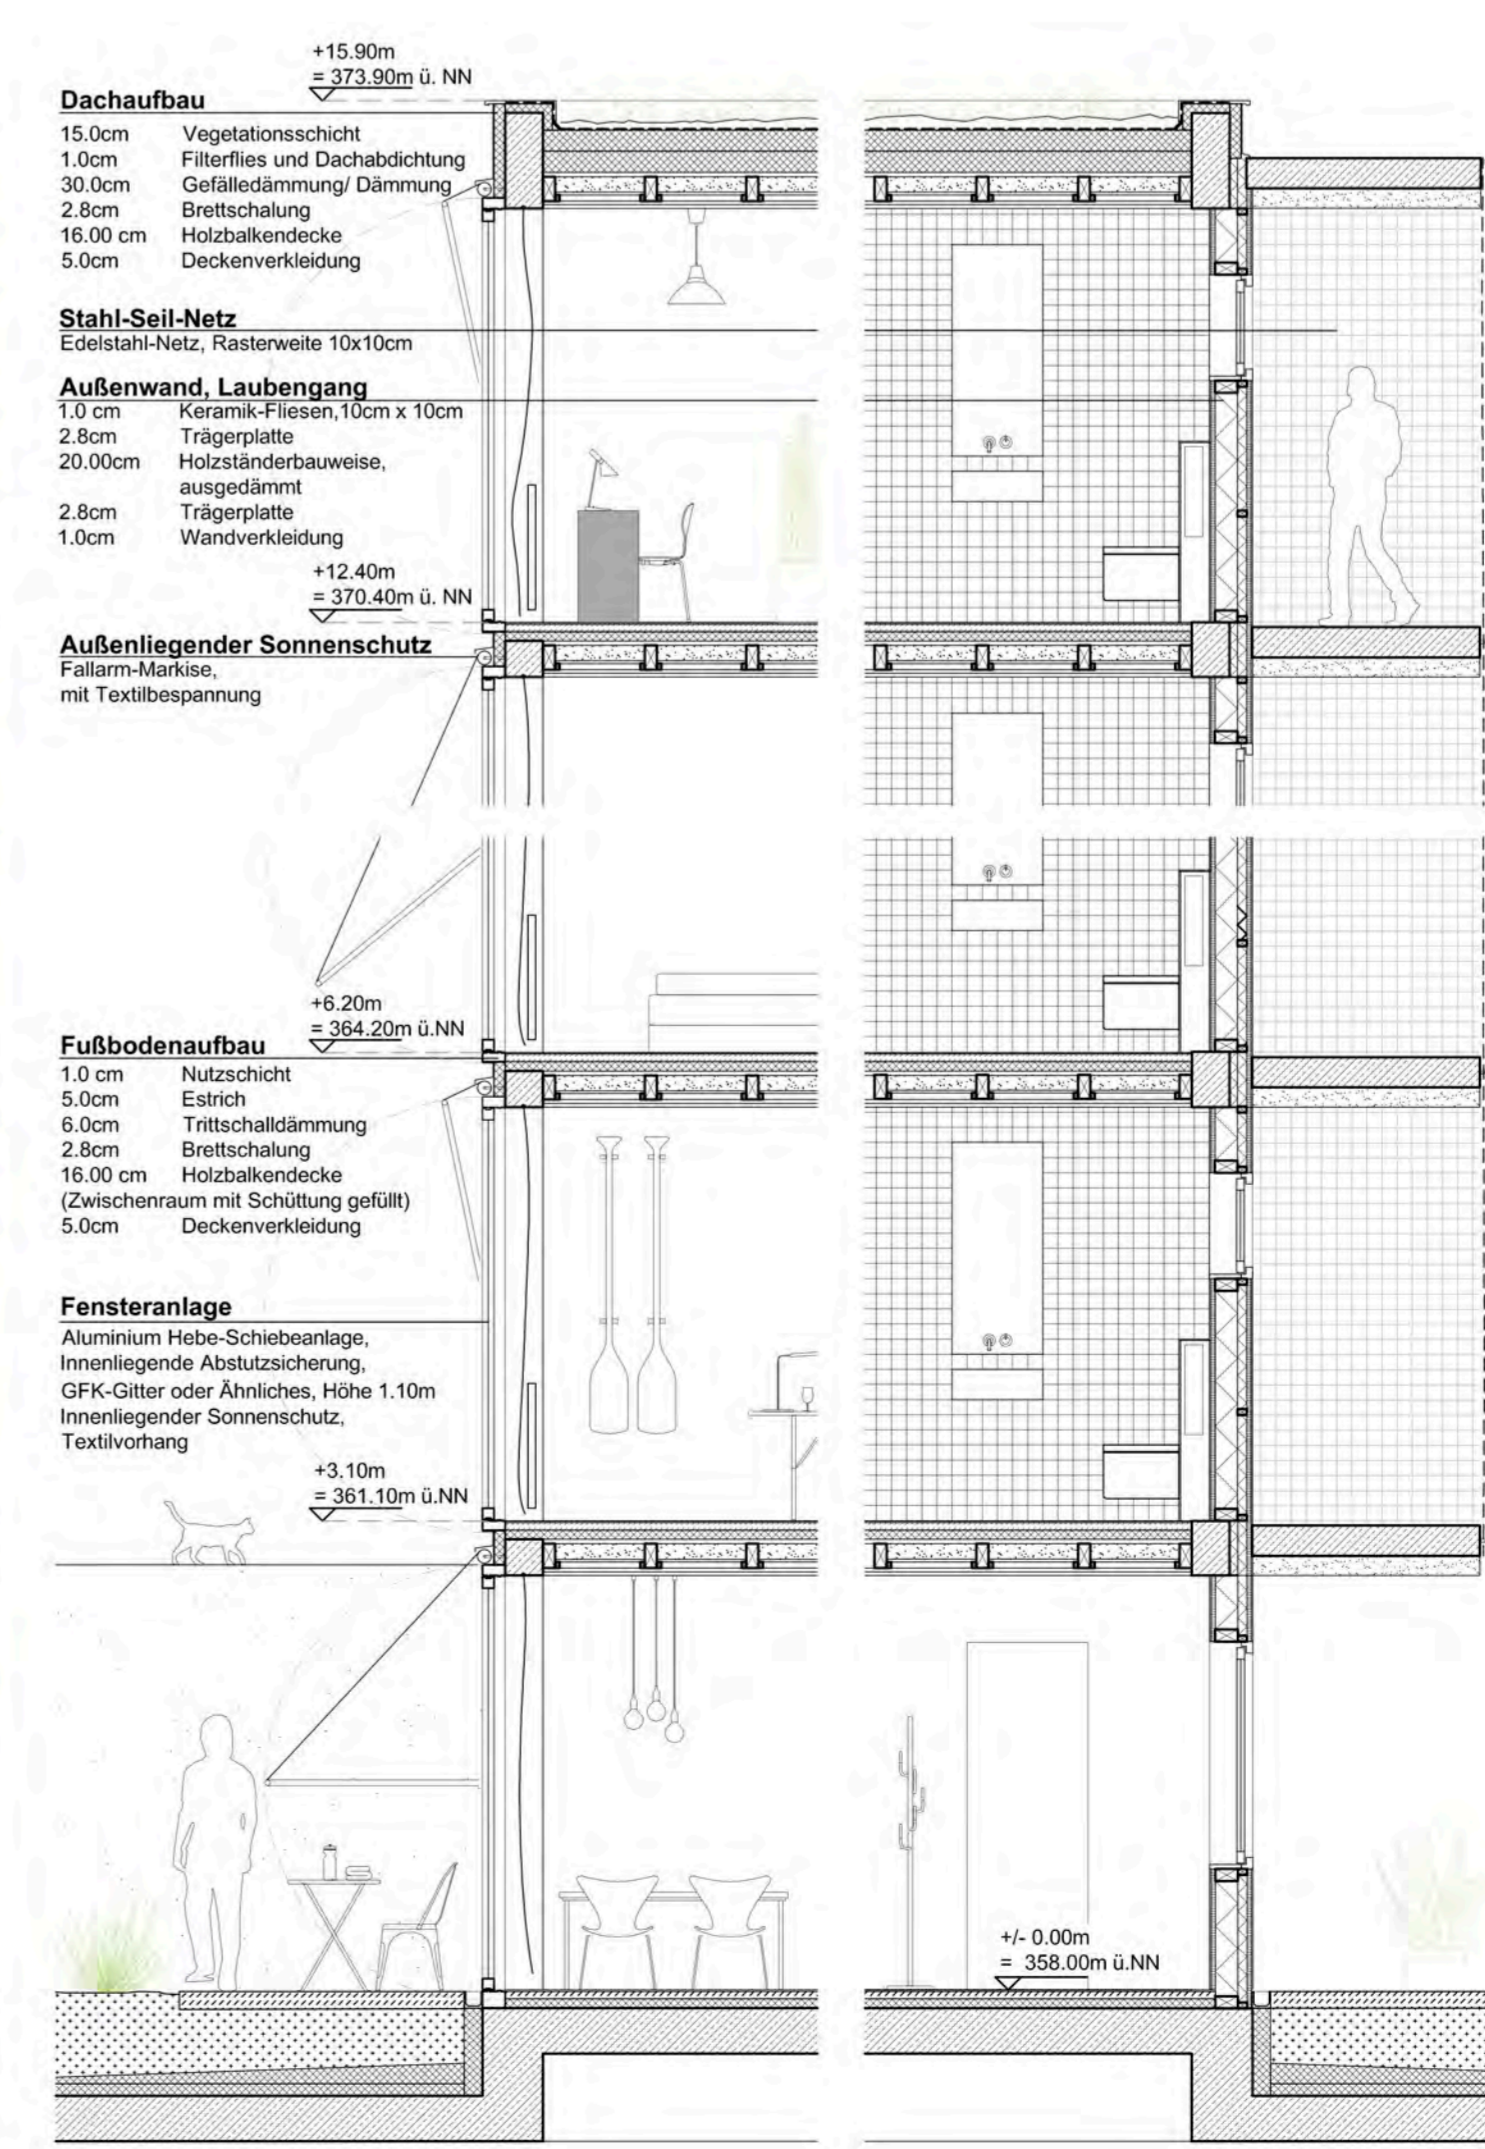 +15.90m
= 373.90m ü. NN
Dachaufbau
15.0cm Vegetationsschicht
1.0cm Filterflies und Dachabdichtung
30.0cm Gefälledämmung/ Dämmung
2.8cm Brettschalung
16.00 cm Holzbalkendecke
5.0cm Deckenverkleidung
Stahl-Seil-Netz
Edelstahl-Netz, Rasterweite 10x10cm
Außenwand, Laubengang
1.0 cm Keramik-Fliesen,10cm x 10cm
2.8cm Trägerplatte
20.00cm Holzständerbauweise,
ausgedämmt
2.8cm Trägerplatte
1.0cm Wandverkleidung
+12.40m
= 370.40m ü. NN
Außenliegender Sonnenschutz
Fallarm-Markise,
mit Textilbespannung
+6.20m
= 364.20m ü.NN
Fußbodenaufbau
1.0 cm Nutzschicht
5.0cm Estrich
6.0cm Trittschalldämmung
2.8cm Brettschalung
16.00 cm Holzbalkendecke
(Zwischenraum mit Schüttung gefüllt)
5.0cm Deckenverkleidung
Fensteranlage
Aluminium Hebe-Schiebeanlage,
Innenliegende Abstutzsicherung,
GFK-Gitter oder Ähnliches, Höhe 1.10m
Innenliegender Sonnenschutz,
Textilvorhang
+3.10m
= 361.10m ü.NN
+/- 0.00m
= 358.00m ü.NN